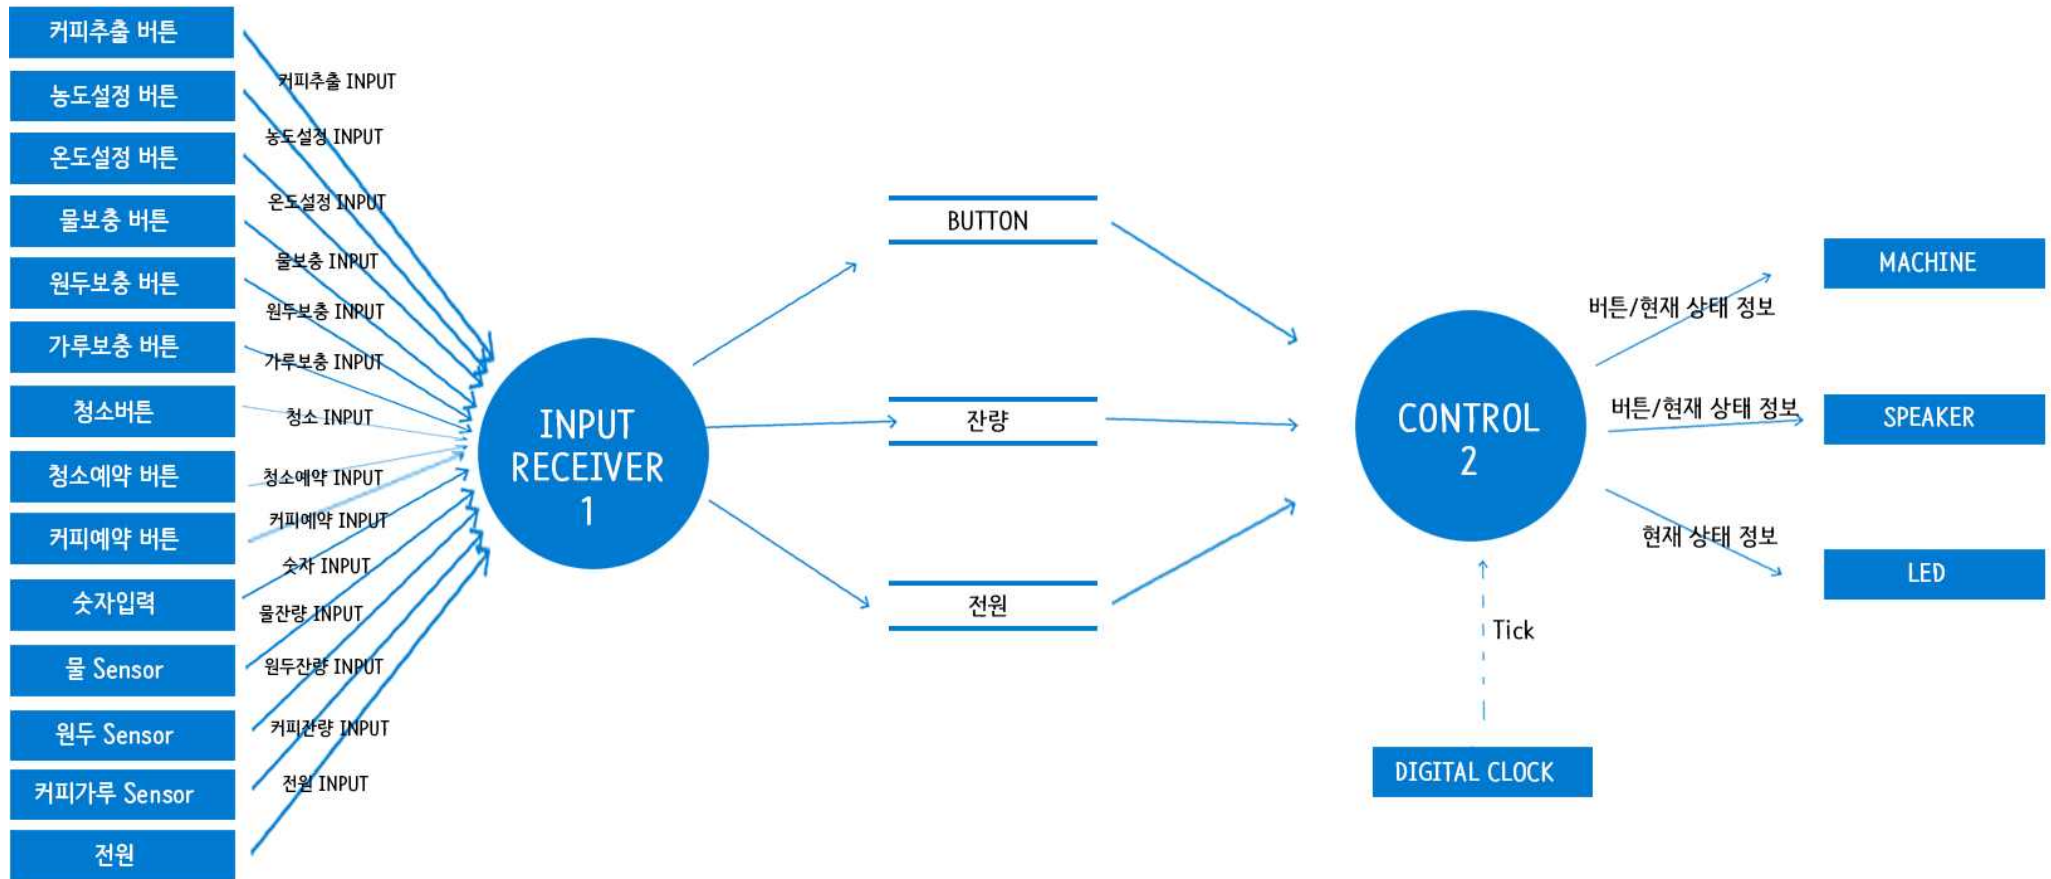 커피추출 버튼
농도설정 버튼
온도설정 버튼
물보충 버튼
원두보충 버튼
가루보충 버튼
청소버튼
청소예약 버튼
커피예약 버튼
숫자입력
물 Sensor
원두 Sensor
커피가루 Sensor
전원
커피추출 INPUT
농도설정 INPUT
온도설정 INPUT
물보충 INPUT
원두보충 INPUT
가루보충 INPUT
청소 INPUT
청소예약 INPUT
커피예약 INPUT
숫자 INPUT
물잔량 INPUT
원두잔량 INPUT
커피잔량 INPUT
전원 INPUT
INPUT
RECEIVER
1
BUTTON
잔량
전원
CONTROL
2
Tick
DIGITAL CLOCK
버튼/현재 상태 정보
버튼/현재 상태 정보
현재 상태 정보
MACHINE
SPEAKER
LED